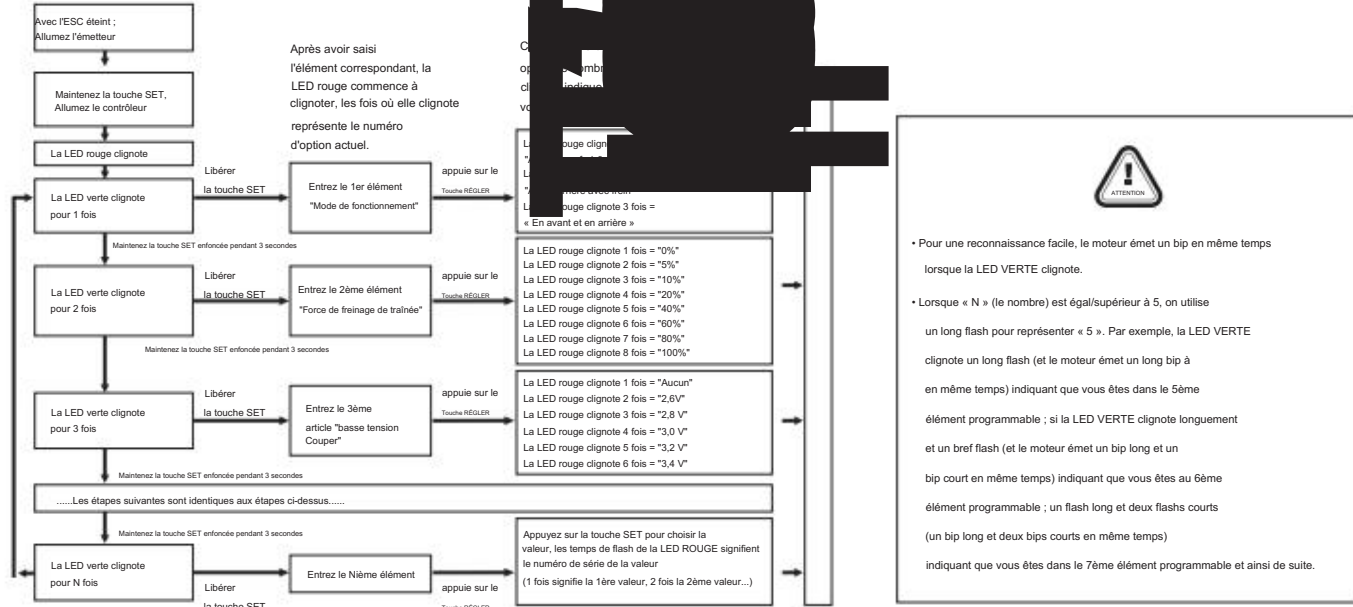 Avec l'ESC éteint ;
Allumez l'émetteur
Maintenez la touche SET,
Allumez le contrôleur
La LED rouge clignote
Après avoir saisi
l'élément correspondant, la
LED rouge commence à
clignoter, les fois où elle clignote
représente le numéro
d'option actuel.
La LED verte clignote
pour 1 fois
Libérer
la touche SET
Entrez le 1er élément
"Mode de fonctionnement"
appuie sur le
Touche RÉGLER
rouge clignote 3 fois =
« En avant et en arrière »
Maintenez la touche SET enfoncée pendant 3 secondes
La LED verte clignote
pour 2 fois
Libérer
la touche SET
Entrez le 2ème élément
"Force de freinage de traînée"
appuie sur le
Touche RÉGLER
La LED rouge clignote 1 fois = "0%"
La LED rouge clignote 2 fois = "5%"
La LED rouge clignote 3 fois = "10%"
La LED rouge clignote 4 fois = "20%"
La LED rouge clignote 5 fois = "40%"
La LED rouge clignote 6 fois = "60%"
La LED rouge clignote 7 fois = "80%"
La LED rouge clignote 8 fois = "100%"
Maintenez la touche SET enfoncée pendant 3 secondes
La LED verte clignote
pour 3 fois
Libérer
la touche SET
Entrez le 3ème
article "basse tension
Couper"
appuie sur le
Touche RÉGLER
La LED rouge clignote 1 fois = "Aucun"
La LED rouge clignote 2 fois = "2,6V"
La LED rouge clignote 3 fois = "2,8 V"
La LED rouge clignote 4 fois = "3,0 V"
La LED rouge clignote 5 fois = "3,2 V"
La LED rouge clignote 6 fois = "3,4 V"
Maintenez la touche SET enfoncée pendant 3 secondes
......Les étapes suivantes sont identiques aux étapes ci-dessus......
Maintenez la touche SET enfoncée pendant 3 secondes
La LED verte clignote
pour N fois
Libérer
la touche SET
Entrez le Nième élément
appuie sur le
Touche RÉGLER
Appuyez sur la touche SET pour choisir la
valeur, les temps de flash de la LED ROUGE signifient
le numéro de série de la valeur
(1 fois signifie la 1ère valeur, 2 fois la 2ème valeur...)
ATTENTION
• Pour une reconnaissance facile, le moteur émet un bip en même temps
lorsque la LED VERTE clignote.
• Lorsque « N » (le nombre) est égal/supérieur à 5, on utilise
un long flash pour représenter « 5 ». Par exemple, la LED VERTE
clignote un long flash (et le moteur émet un long bip à
en même temps) indiquant que vous êtes dans le 5ème
élément programmable ; si la LED VERTE clignote longuement
et un bref flash (et le moteur émet un bip long et un
bip court en même temps) indiquant que vous êtes au 6ème
élément programmable ; un flash long et deux flashs courts
(un bip long et deux bips courts en même temps)
indiquant que vous êtes dans le 7ème élément programmable et ainsi de suite.